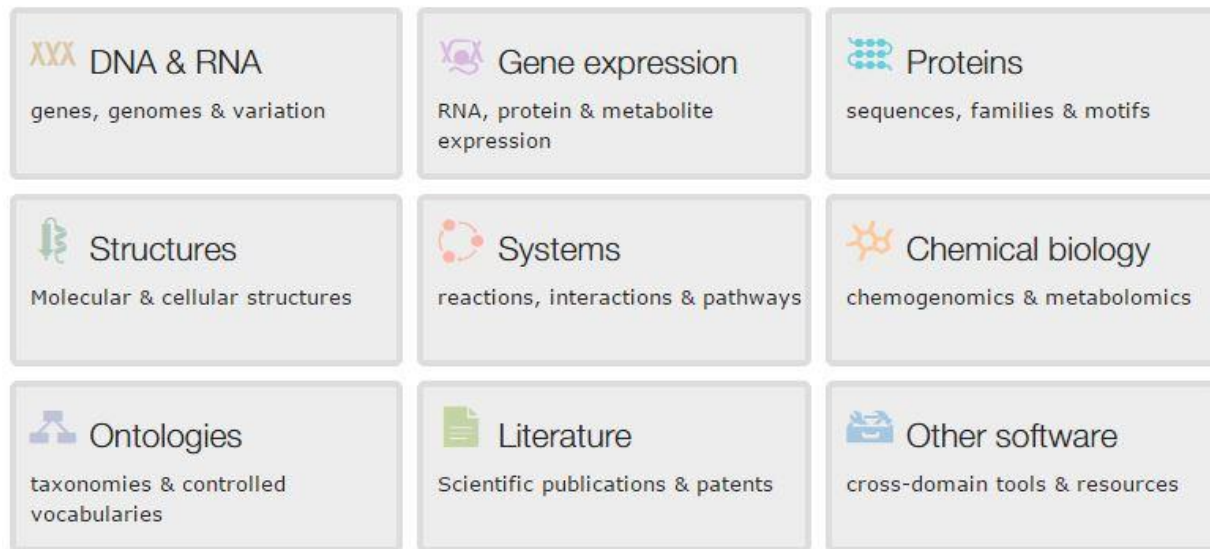 DNA & RNA
genes, genomes & variation
Gene expression
RNA, protein & metabolite
expression
Proteins
sequences, families & motifs
Structures
Molecular & cellular structures
Systems
reactions, interactions & pathways
Chemical biology
chemogenomics & metabolomics
Ontologies
taxonomies & controlled
vocabularies
Literature
Scientific publications & patents
Other software
cross-domain tools & resources